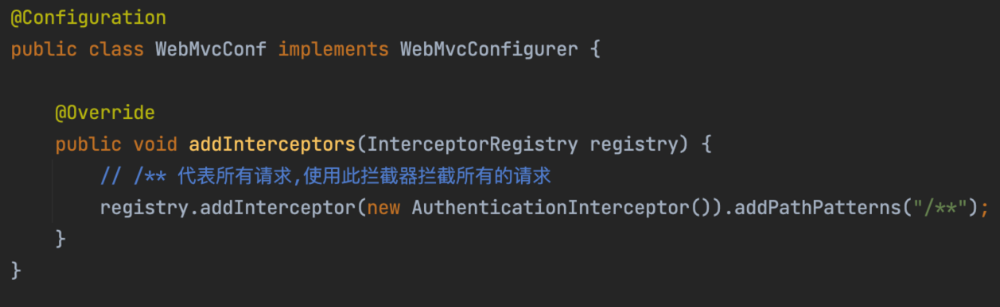 @Configuration
public class WebMvcConf implements WebMvcConfigurer {
@Override
public void addInterceptors(InterceptorRegistry registry) {
// /** 代表所有请求,使用此拦截器拦截所有的请求
registry.addInterceptor(new AuthenticationInterceptor()).addPathPatterns("/**");
}
}